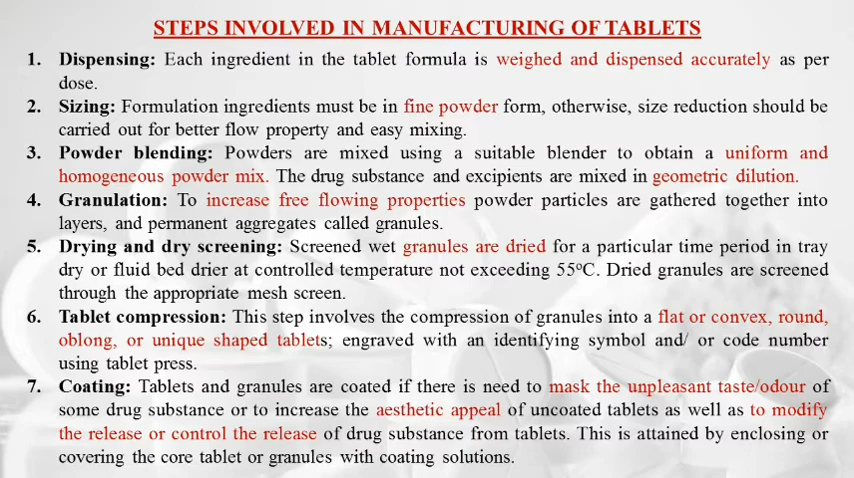 STEPS INVOLVED IN MANUFACTURING OF TABLETS
1. Dispensing: Each ingredient in the tablet formula is weighed and dispensed accurately as per
dose.
2. Sizing: Formulation ingredients must be in fine powder form, otherwise, size reduction should be
carried out for better flow property and easy mixing.
3. Powder blending: Powders are mixed using a suitable blender to obtain a uniform and
homogeneous powder mix. The drug substance and excipients are mixed in geometric dilution.
4. Granulation: To increase free flowing properties powder particles are gathered together into
layers, and permanent aggregates called granules.
5. Drying and dry screening: Screened wet granules are dried for a particular time period in tray
dry or fluid bed drier at controlled temperature not exceeding 55ºC. Dried granules are screened
through the appropriate mesh screen.
6. Tablet compression: This step involves the compression of granules into a flat or convex, round,
oblong, or unique shaped tablets; engraved with an identifying symbol and/ or code number
using tablet press.
7. Coating: Tablets and granules are coated if there is need to mask the unpleasant taste/odour of
some drug substance or to increase the aesthetic appeal of uncoated tablets as well as to modify
the release or control the release of drug substance from tablets. This is attained by enclosing or
covering the core tablet or granules with coating solutions.